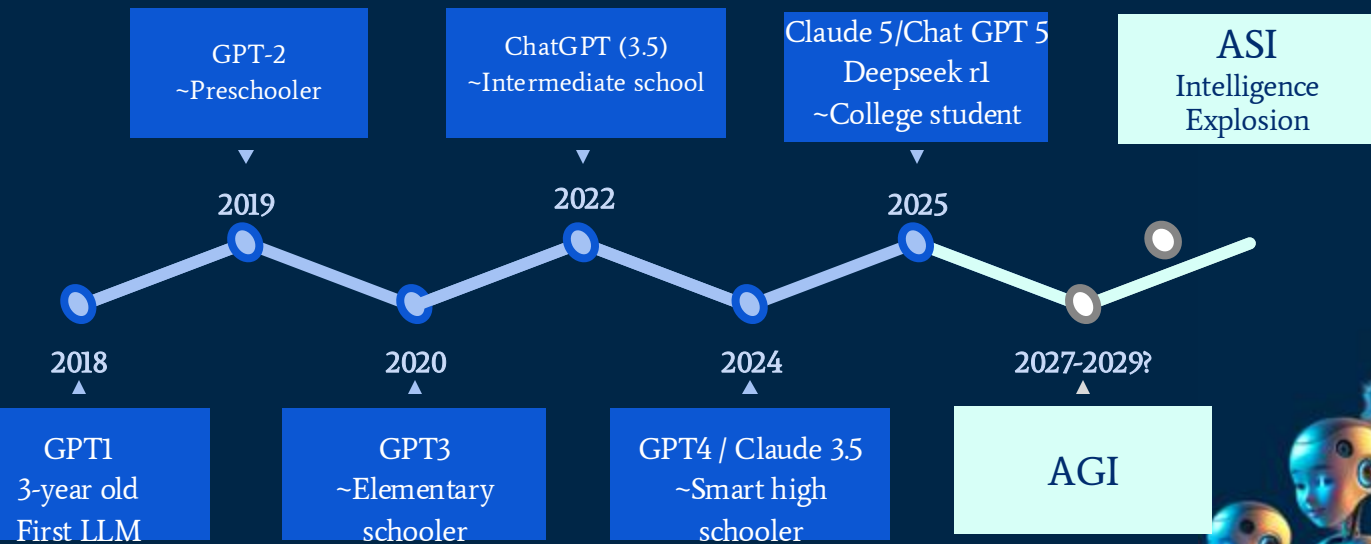 GPT-2
~Preschooler
ChatGPT (3.5)
~Intermediate school
Claude 5/Chat GPT 5
Deepseek r1
~College student
ASI
Intelligence
Explosion
2019
2022
2025
2018
2020
2024
2027-2029?
GPT1
3-year old
First LLM
GPT3
~Elementary
schooler
GPT4 / Claude 3.5
~Smart high
schooler
AGI